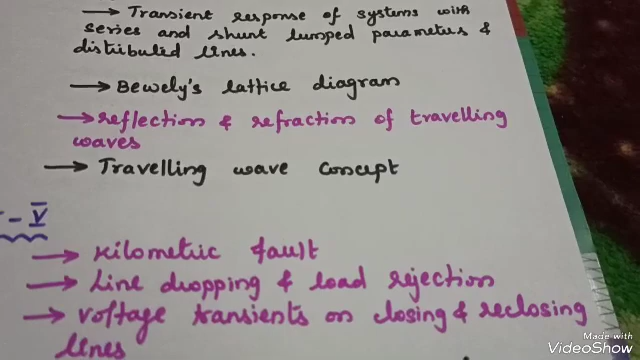 → Transient response of systems with
series and shunt lumped parameters &
distributed lines.
→ Bewely's lattice diagram
→ reflection & refraction of travelling
waves
→ Travelling wave concept
- V
→ Kilometric fault
→ Line dropping & load rejection
→ Voltage transients on closing & reclosing
lines
Made with
VideoShow